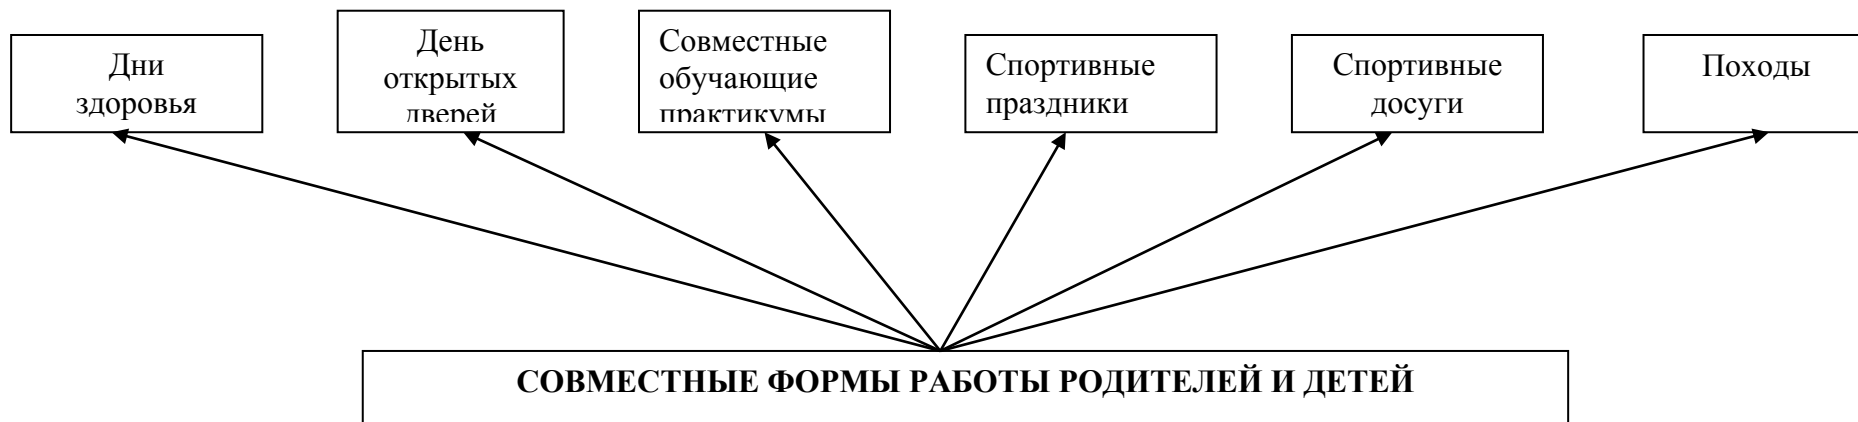 Дни
здоровья
День
открытых
дверей
Совместные
обучающие
практикумы
Спортивные
праздники
Спортивные
досуги
Походы
СОВМЕСТНЫЕ ФОРМЫ РАБОТЫ РОДИТЕЛЕЙ И ДЕТЕЙ